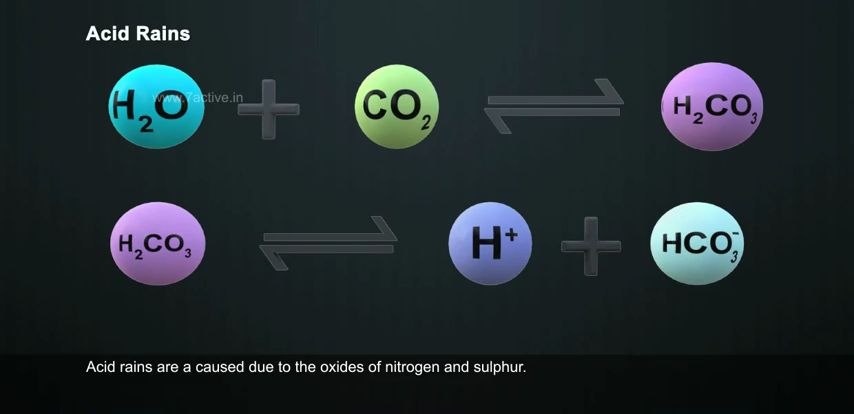 Acid Rains
www.7active.in
H₂O + CO₂ ⇌ H₂CO₃
H₂CO₃ ⇌ H⁺ + HCO₃⁻
Acid rains are a caused due to the oxides of nitrogen and sulphur.